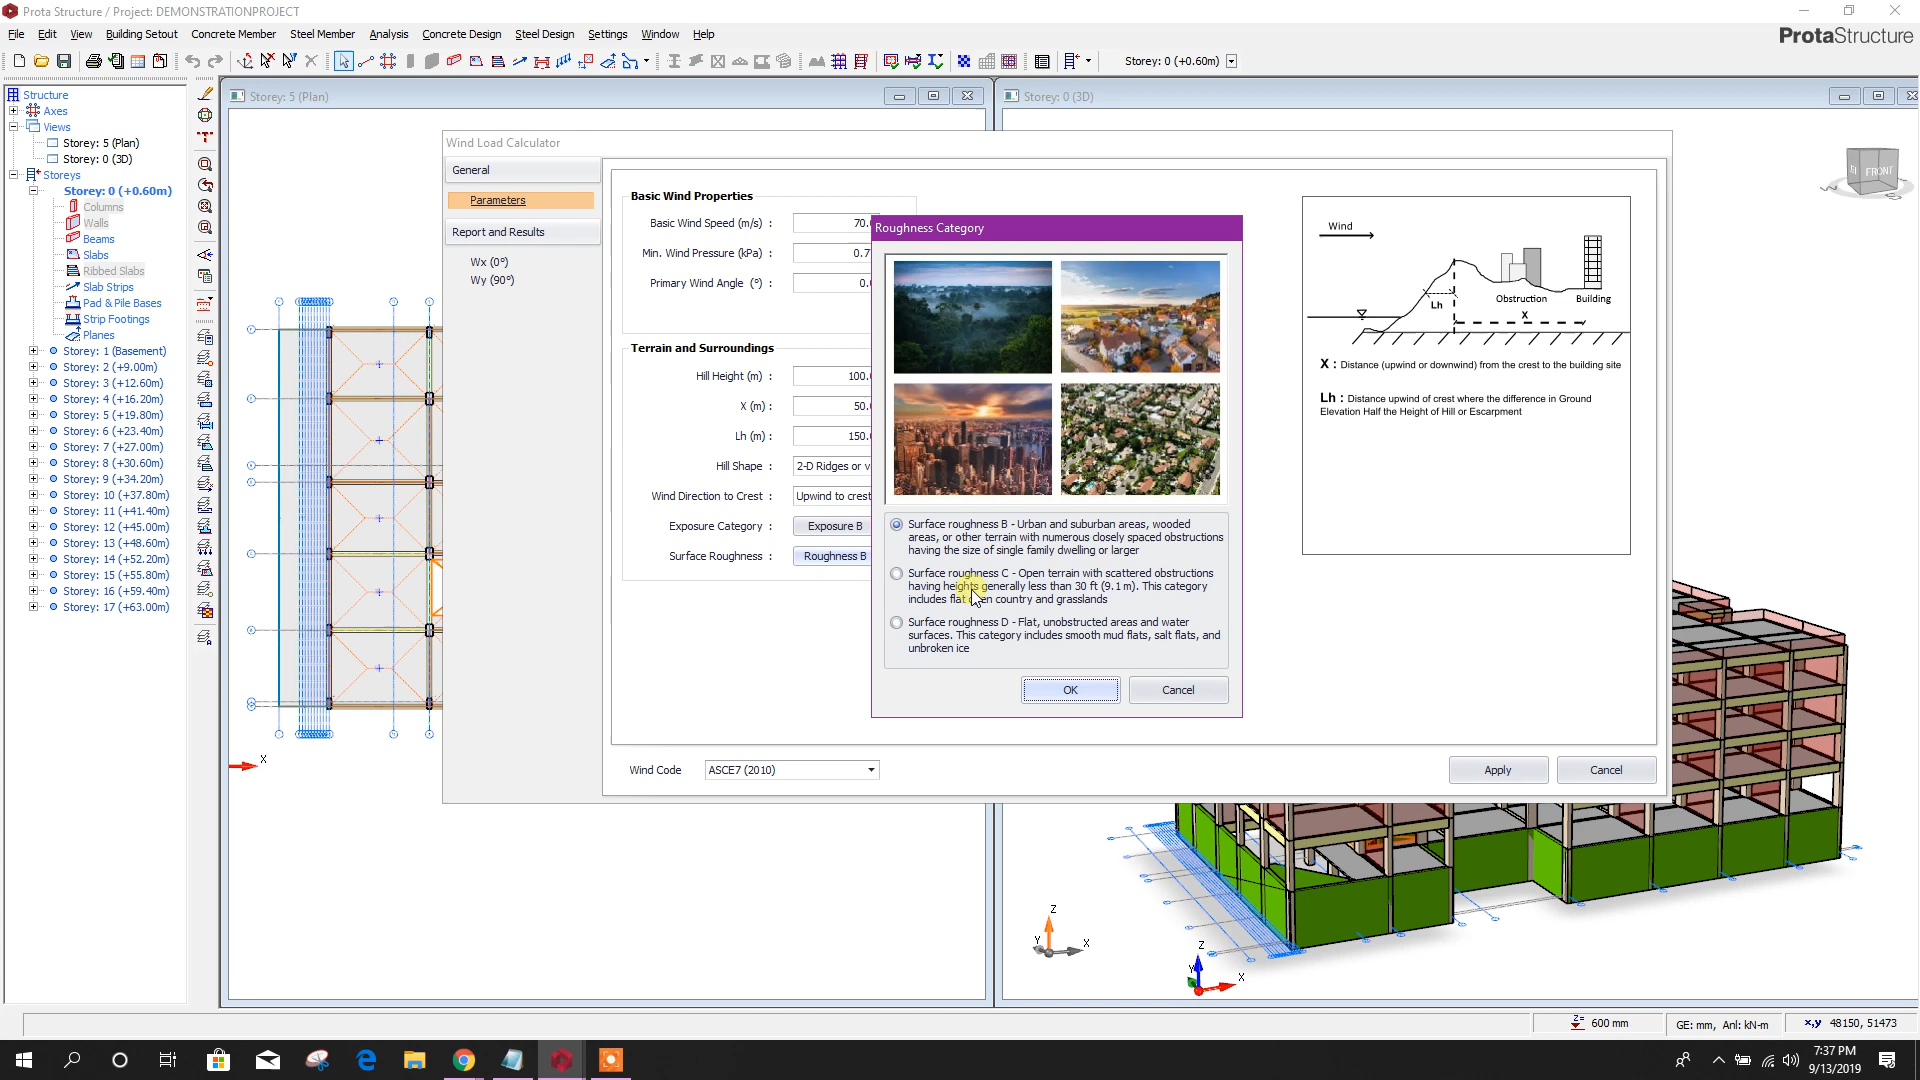 Prota Structure / Project: DEMONSTRATIONPROJECT
File Edit View Building Setout Concrete Member Steel Member Analysis Concrete Design Steel Design Settings Window Help
ProtaStructure
Storey: 0 (+0.60m)
Structure
Axes
Views
Storey: 5 (Plan)
Storey: 0 (3D)
Storeys
Storey: 0 (+0.60m)
Columns
Walls
Beams
Slabs
Ribbed Slabs
Slab Strips
Pad & Pile Bases
Strip Footings
Planes
Storey: 1 (Basement)
Storey: 2 (+9.00m)
Storey: 3 (+12.60m)
Storey: 4 (+16.20m)
Storey: 5 (+19.80m)
Storey: 6 (+23.40m)
Storey: 7 (+27.00m)
Storey: 8 (+30.60m)
Storey: 9 (+34.20m)
Storey: 10 (+37.80m)
Storey: 11 (+41.40m)
Storey: 12 (+45.00m)
Storey: 13 (+48.60m)
Storey: 14 (+52.20m)
Storey: 15 (+55.80m)
Storey: 16 (+59.40m)
Storey: 17 (+63.00m)
Storey: 5 (Plan)
X
Storey: 0 (3D)
FRONT
Z
Y X
Z
Y X
Wind Load Calculator
General
Parameters
Report and Results
Wx (0°)
Wy (90°)
Basic Wind Properties
Basic Wind Speed (m/s) : 70.
Min. Wind Pressure (kPa) : 0.7
Primary Wind Angle (°) : 0.
Terrain and Surroundings
Hill Height (m) : 100.
X (m) : 50.
Lh (m) : 150.
Hill Shape : 2-D Ridges or v
Wind Direction to Crest : Upwind to crest
Exposure Category : Exposure B
Surface Roughness : Roughness B
Wind Code ASCE7 (2010)
Apply Cancel
Roughness Category
Surface roughness B - Urban and suburban areas, wooded
areas, or other terrain with numerous closely spaced obstructions
having the size of single family dwelling or larger
Surface roughness C - Open terrain with scattered obstructions
having heights generally less than 30 ft (9.1 m). This category
includes flat open country and grasslands
Surface roughness D - Flat, unobstructed areas and water
surfaces. This category includes smooth mud flats, salt flats, and
unbroken ice
OK Cancel
Wind
Lh
Obstruction Building
X
X : Distance (upwind or downwind) from the crest to the building site
Lh : Distance upwind of crest where the difference in Ground
Elevation Half the Height of Hill or Escarpment
Z= 600 mm
GE: mm, Anl: kN-m
x,y 48150, 51473
7:37 PM
9/13/2019